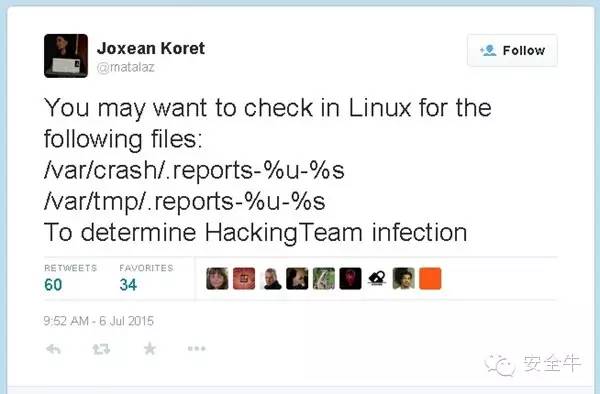 Joxean Koret
@matalaz
Follow
You may want to check in Linux for the
following files:
/var/crash/.reports-%u-%s
/var/tmp/.reports-%u-%s
To determine HackingTeam infection
RETWEETS
FAVORITES
60
34
9:52 AM - 6 Jul 2015
安全牛